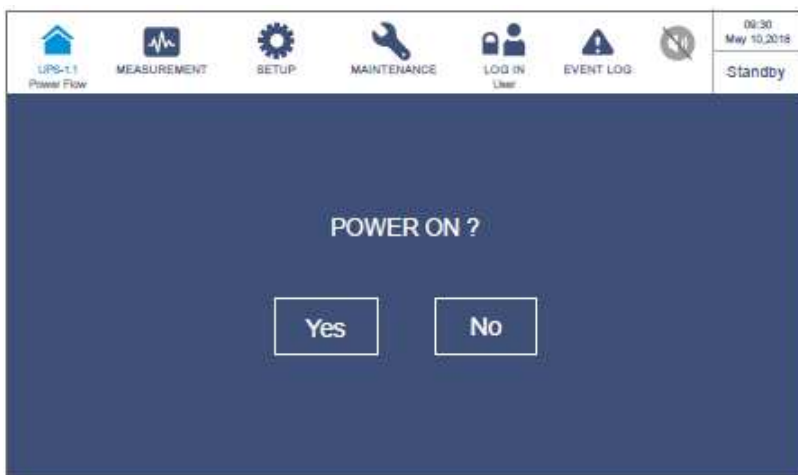 UPS-1.1
Power Flow
MEASUREMENT
SETUP
MAINTENANCE
LOG IN
User
EVENT LOG
09:30
May 10,2018
Standby
POWER ON ?
Yes
No